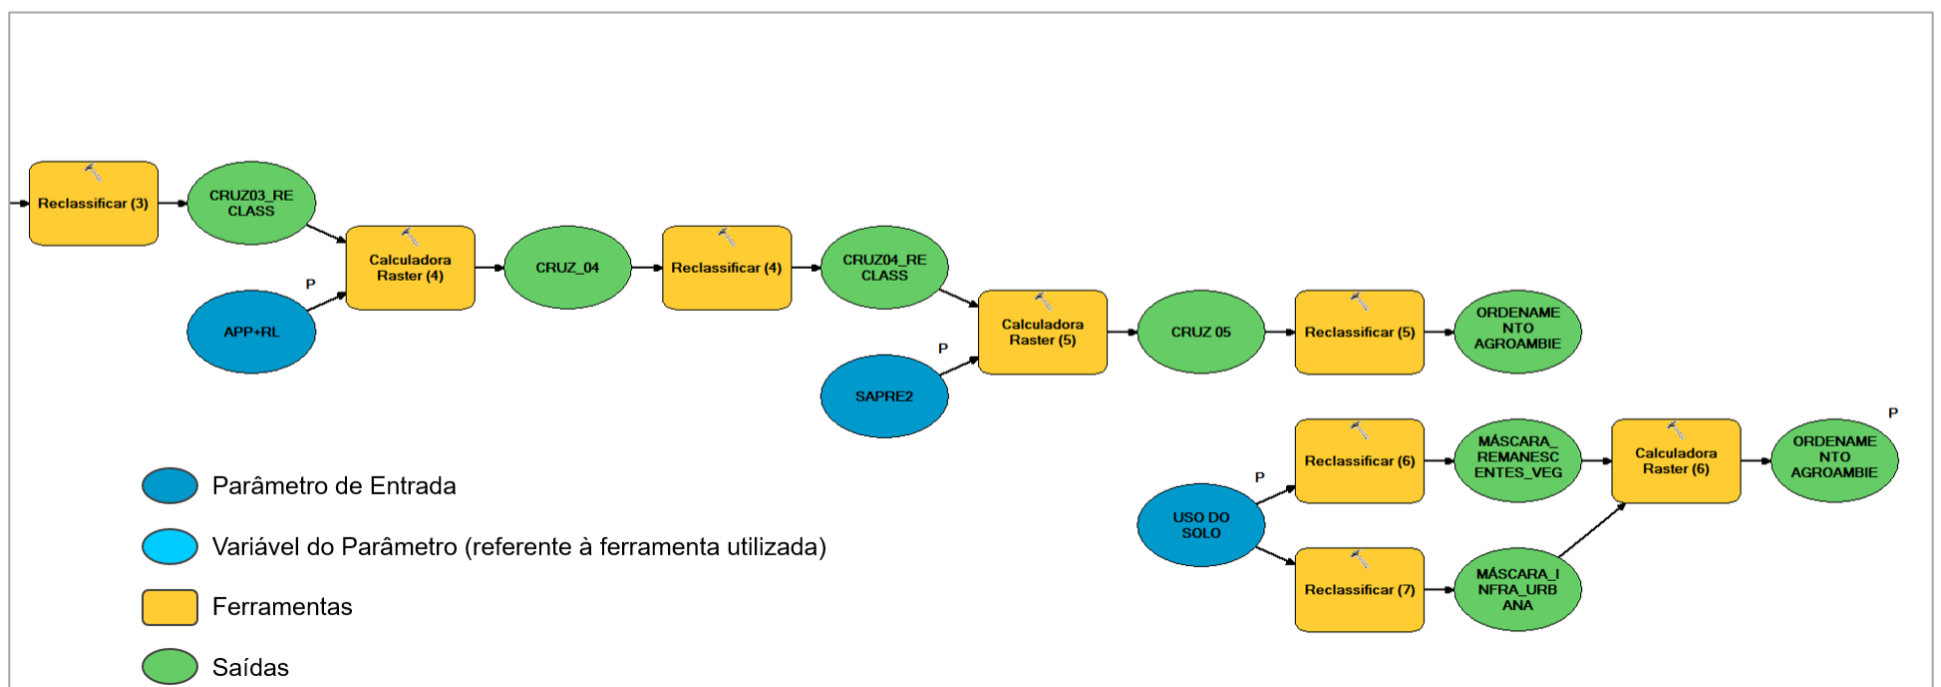 Reclassificar (3)
CRUZ03_RE
CLASS
P
APP+RL
Calculadora
Raster (4)
CRUZ_04
Reclassificar (4)
CRUZ04_RE
CLASS
P
SAPRE2
Calculadora
Raster (5)
CRUZ 05
Reclassificar (5)
ORDENAME
NTO
AGROAMBIE
P
USO DO
SOLO
Reclassificar (6)
MÁSCARA_
REMANESC
ENTES_VEG
Reclassificar (7)
MÁSCARA_I
NFRA_URB
ANA
Calculadora
Raster (6)
P
ORDENAME
NTO
AGROAMBIE
Parâmetro de Entrada
Variável do Parâmetro (referente à ferramenta utilizada)
Ferramentas
Saídas